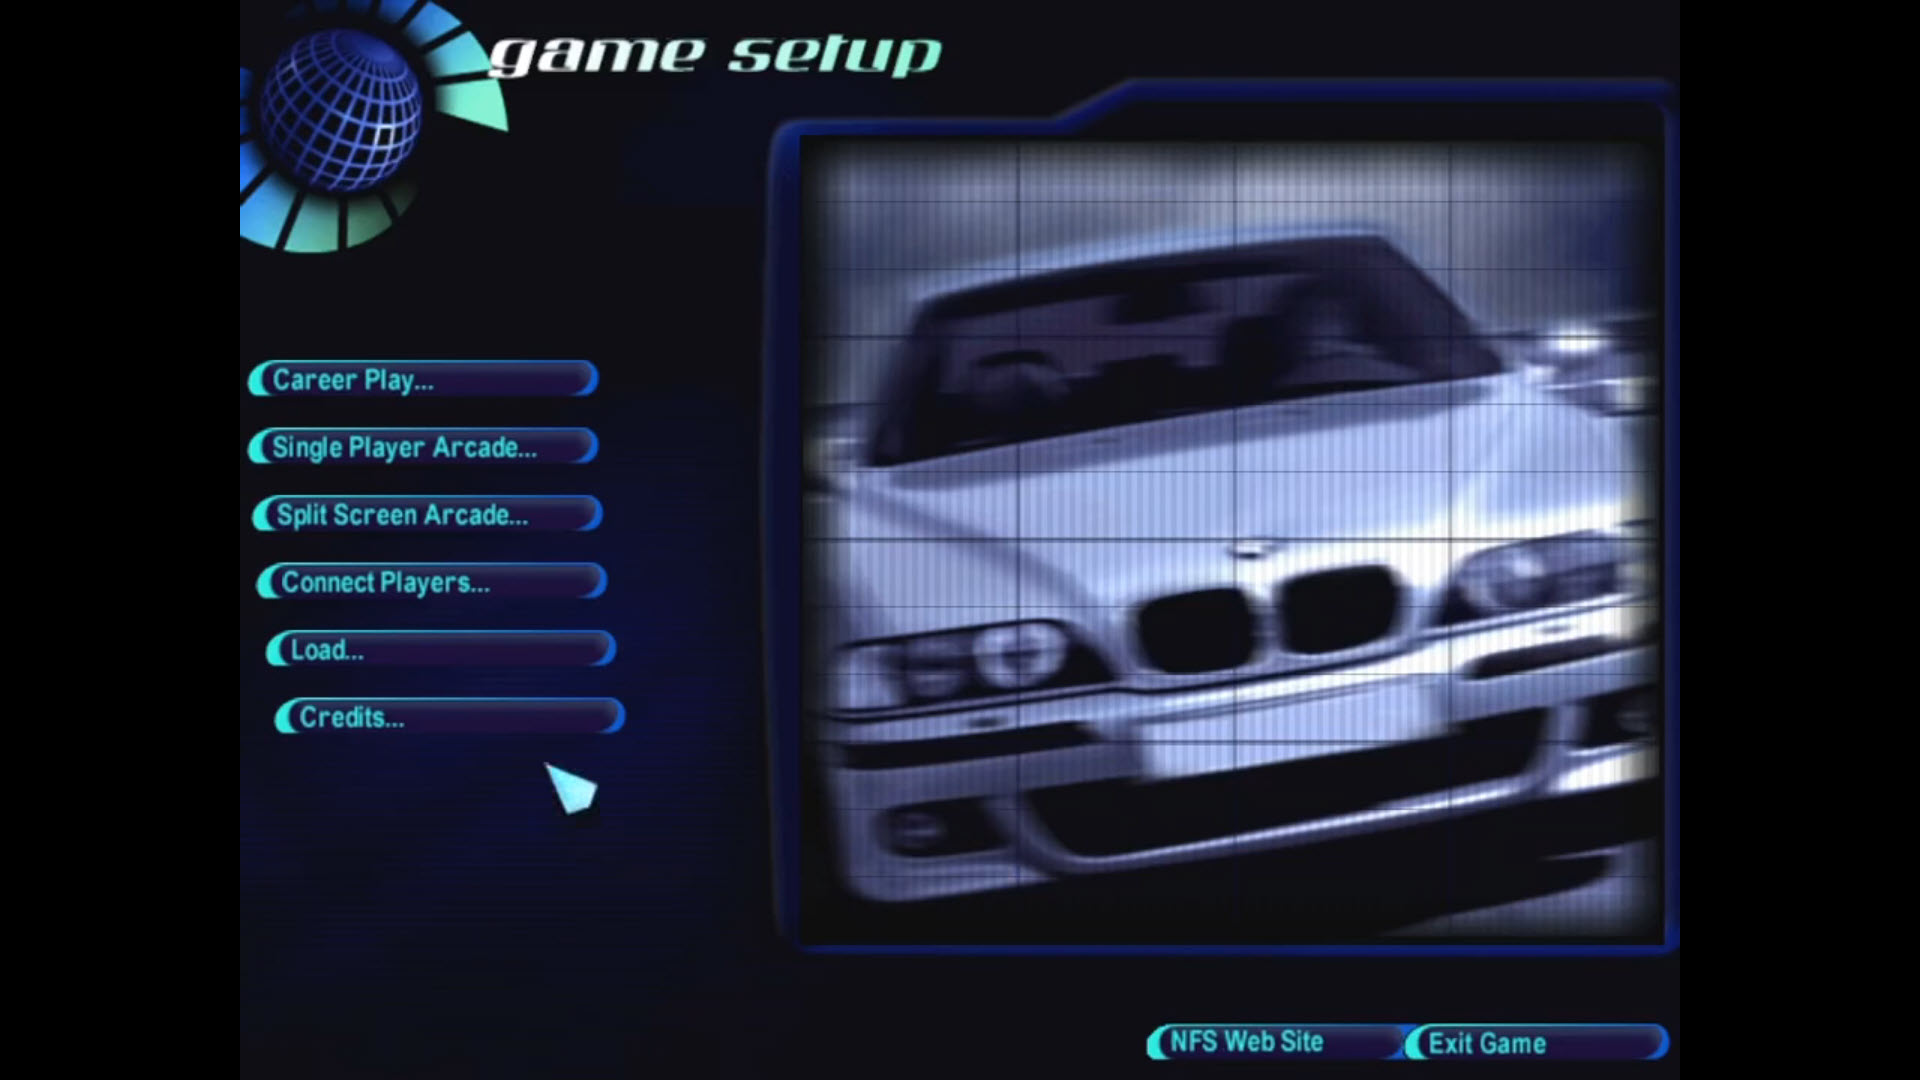 game setup
Career Play...
Single Player Arcade...
Split Screen Arcade...
Connect Players...
Load...
Credits...
NFS Web Site
Exit Game